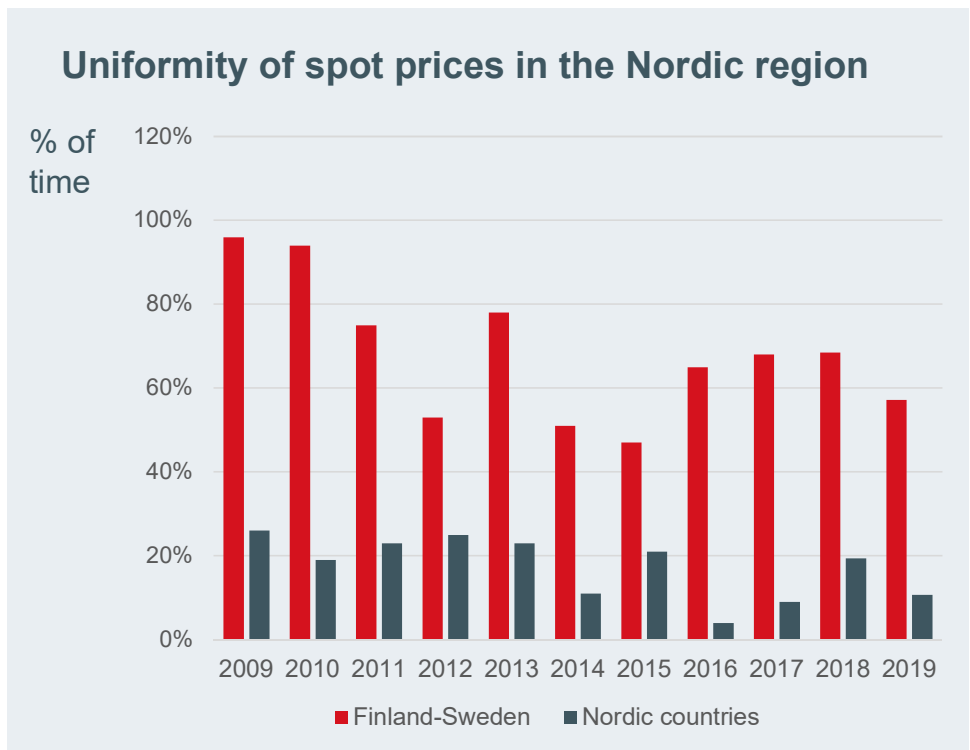 Uniformity of spot prices in the Nordic region
% of
time
120%
100%
80%
60%
40%
20%
0%
2009 2010 2011 2012 2013 2014 2015 2016 2017 2018 2019
Finland-Sweden Nordic countries